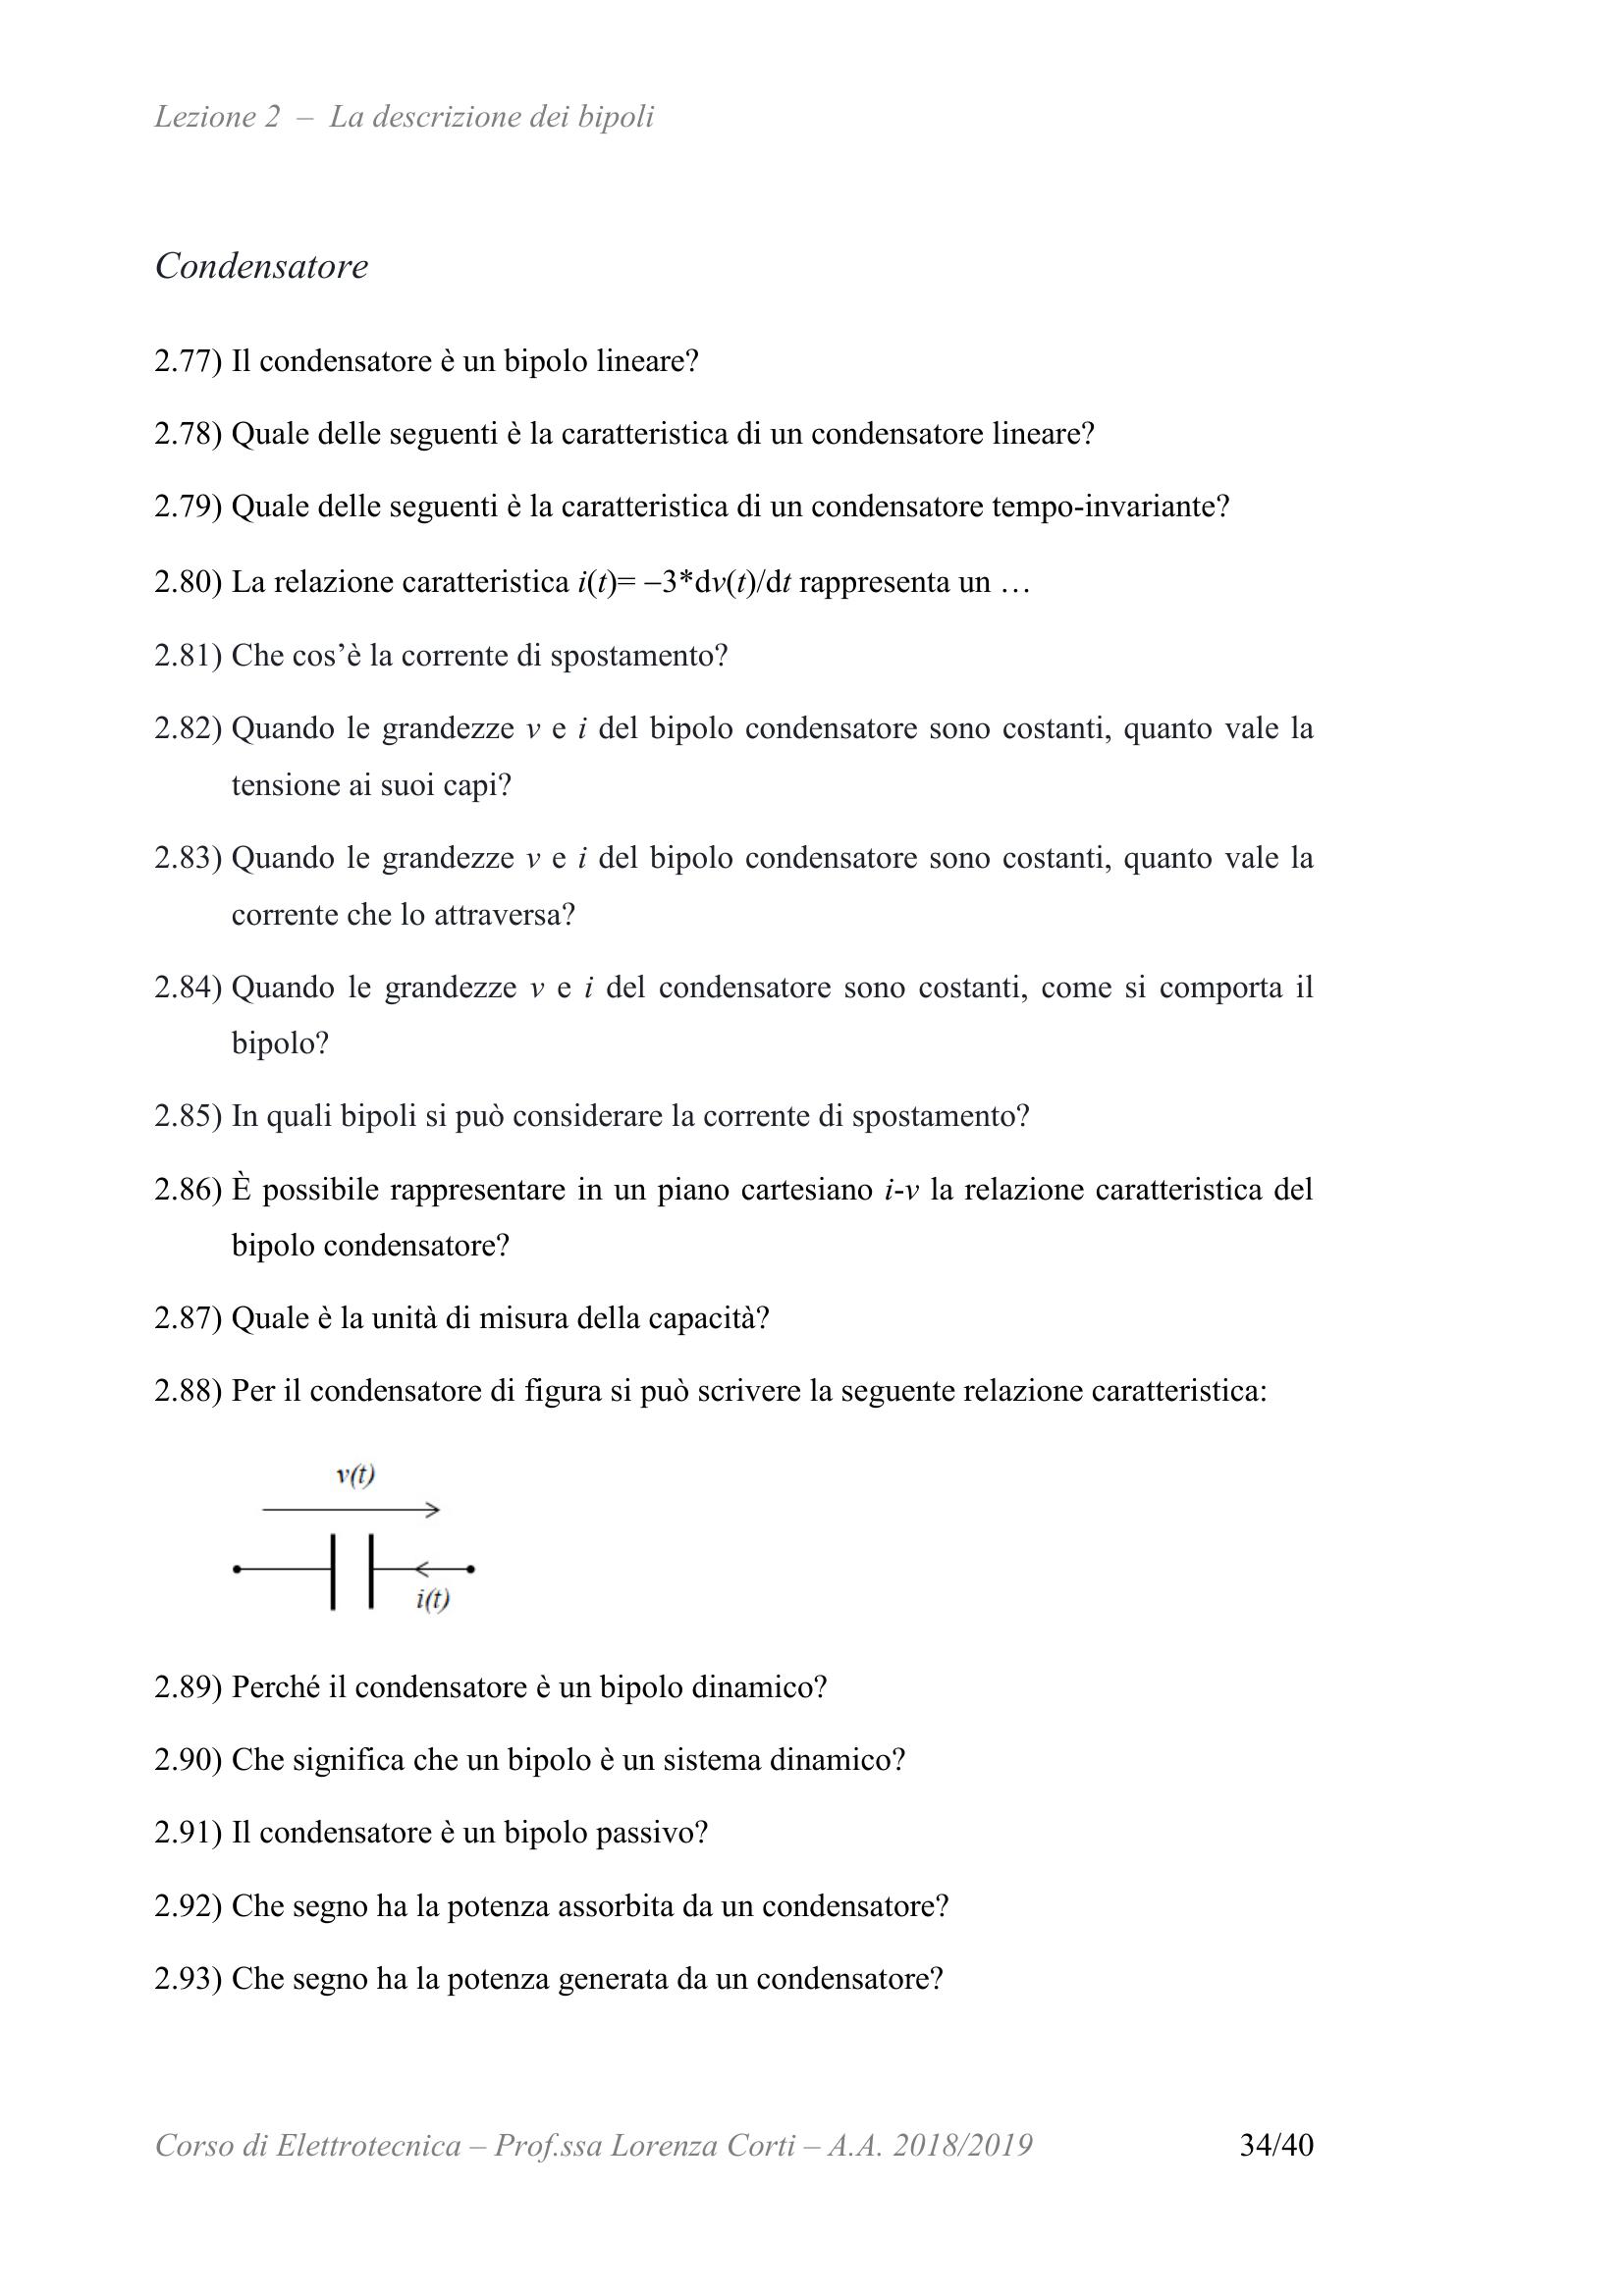 Lezione 2 – La descrizione dei bipoli
Condensatore
2.77) Il condensatore è un bipolo lineare?
2.78) Quale delle seguenti è la caratteristica di un condensatore lineare?
2.79) Quale delle seguenti è la caratteristica di un condensatore tempo-invariante?
2.80) La relazione caratteristica i(t)= −3*dv(t)/dt rappresenta un …
2.81) Che cos’è la corrente di spostamento?
2.82) Quando le grandezze v e i del bipolo condensatore sono costanti, quanto vale la
tensione ai suoi capi?
2.83) Quando le grandezze v e i del bipolo condensatore sono costanti, quanto vale la
corrente che lo attraversa?
2.84) Quando le grandezze v e i del condensatore sono costanti, come si comporta il
bipolo?
2.85) In quali bipoli si può considerare la corrente di spostamento?
2.86) È possibile rappresentare in un piano cartesiano i-v la relazione caratteristica del
bipolo condensatore?
2.87) Quale è la unità di misura della capacità?
2.88) Per il condensatore di figura si può scrivere la seguente relazione caratteristica:
v(t)
i(t)
2.89) Perché il condensatore è un bipolo dinamico?
2.90) Che significa che un bipolo è un sistema dinamico?
2.91) Il condensatore è un bipolo passivo?
2.92) Che segno ha la potenza assorbita da un condensatore?
2.93) Che segno ha la potenza generata da un condensatore?
Corso di Elettrotecnica – Prof.ssa Lorenza Corti – A.A. 2018/2019 34/40